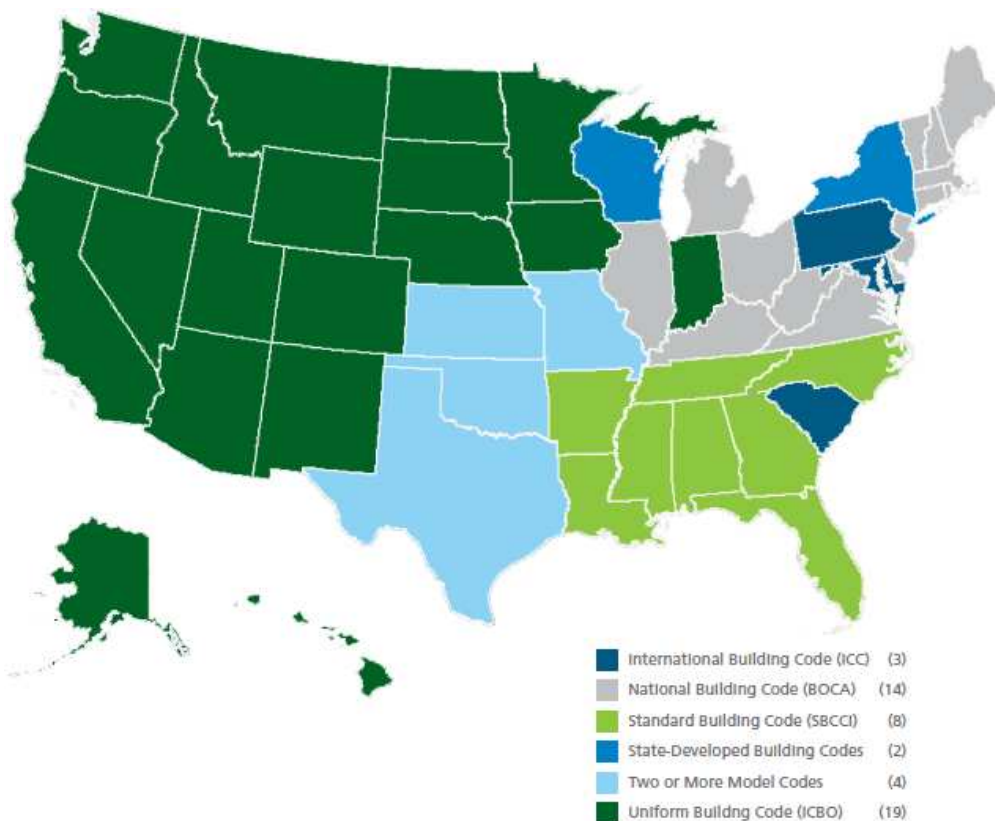 International Building Code (ICC) (3)
National Building Code (BOCA) (14)
Standard Building Code (SBCCI) (8)
State-Developed Building Codes (2)
Two or More Model Codes (4)
Uniform Buildng Code (ICBO) (19)